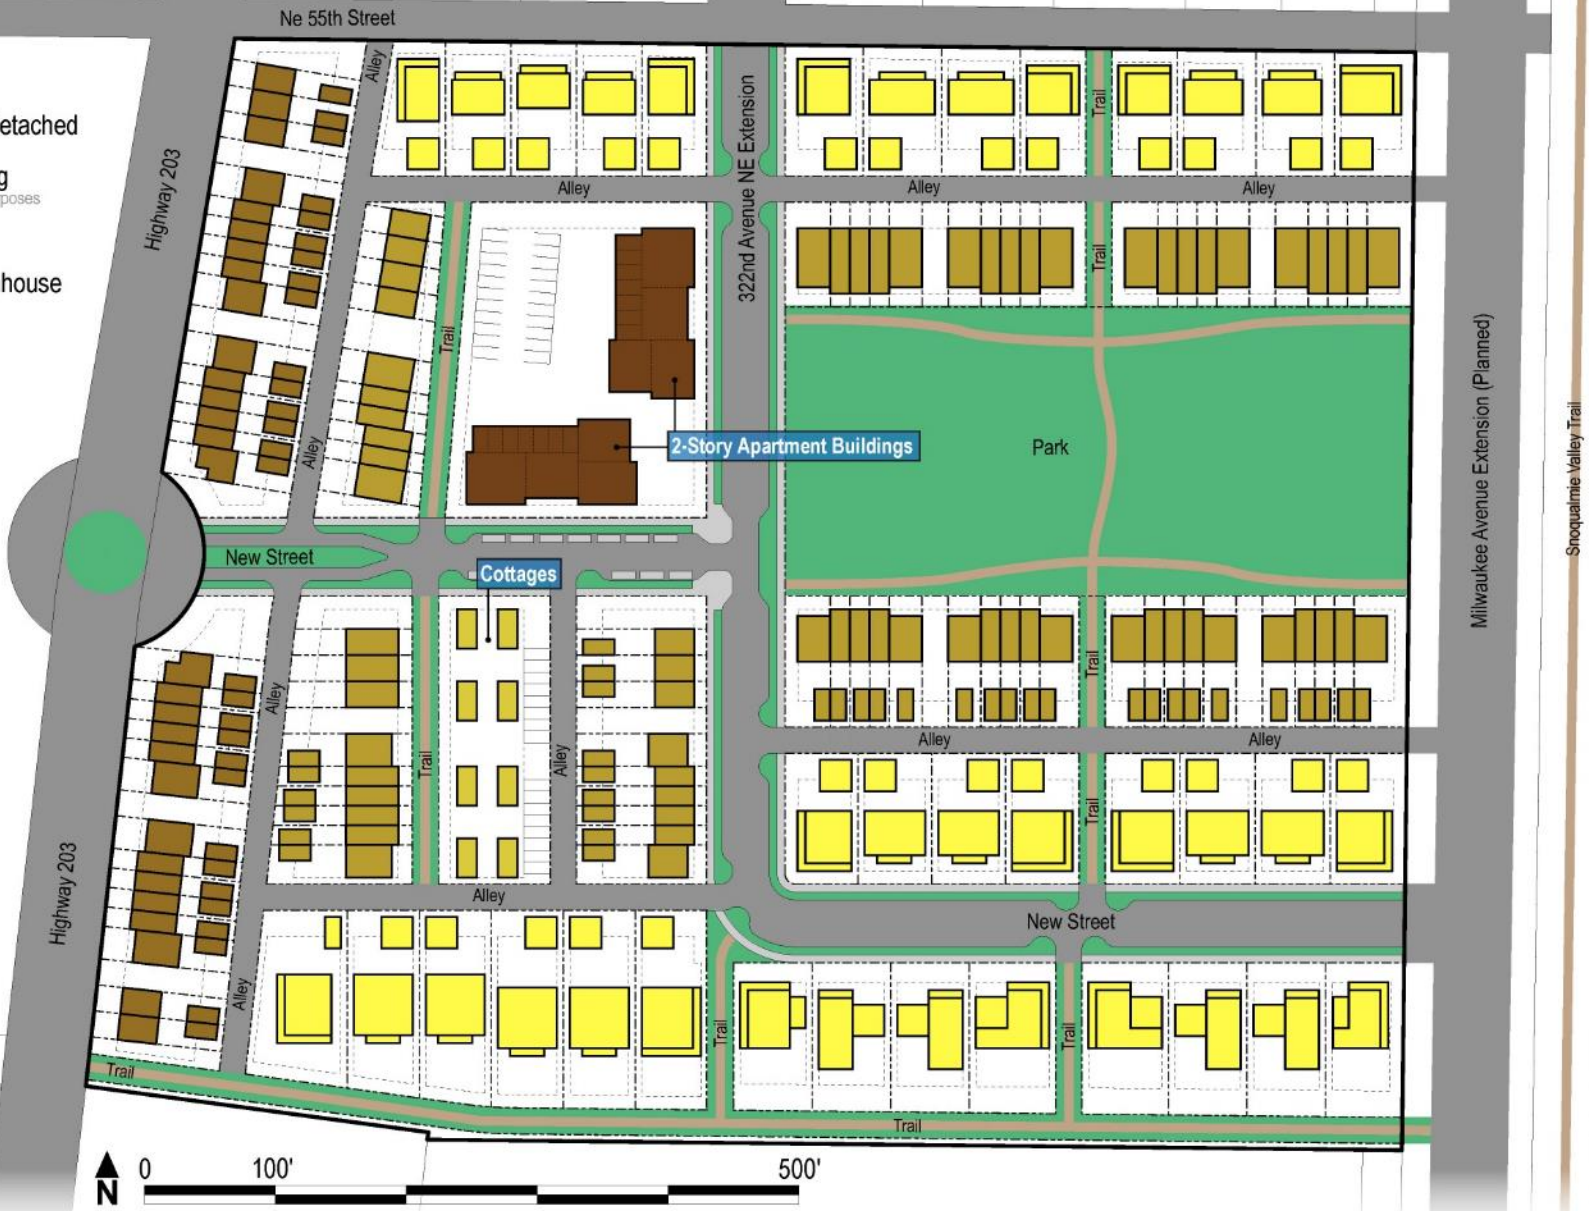 Ne 55th Street
Alley
etached
g
poses
house
Highway 203
322nd Avenue NE Extension
Trail
Alley
Alley
Alley
Trail
Trail
2-Story Apartment Buildings
Park
Milwaukee Avenue Extension (Planned)
Snoqualmie Valley Trail
Alley
New Street
Cottages
Trail
Alley
Trail
Alley
Alley
Alley
Trail
Highway 203
Alley
New Street
Alley
Trail
Trail
Trail
Trail
N
0
100'
500'